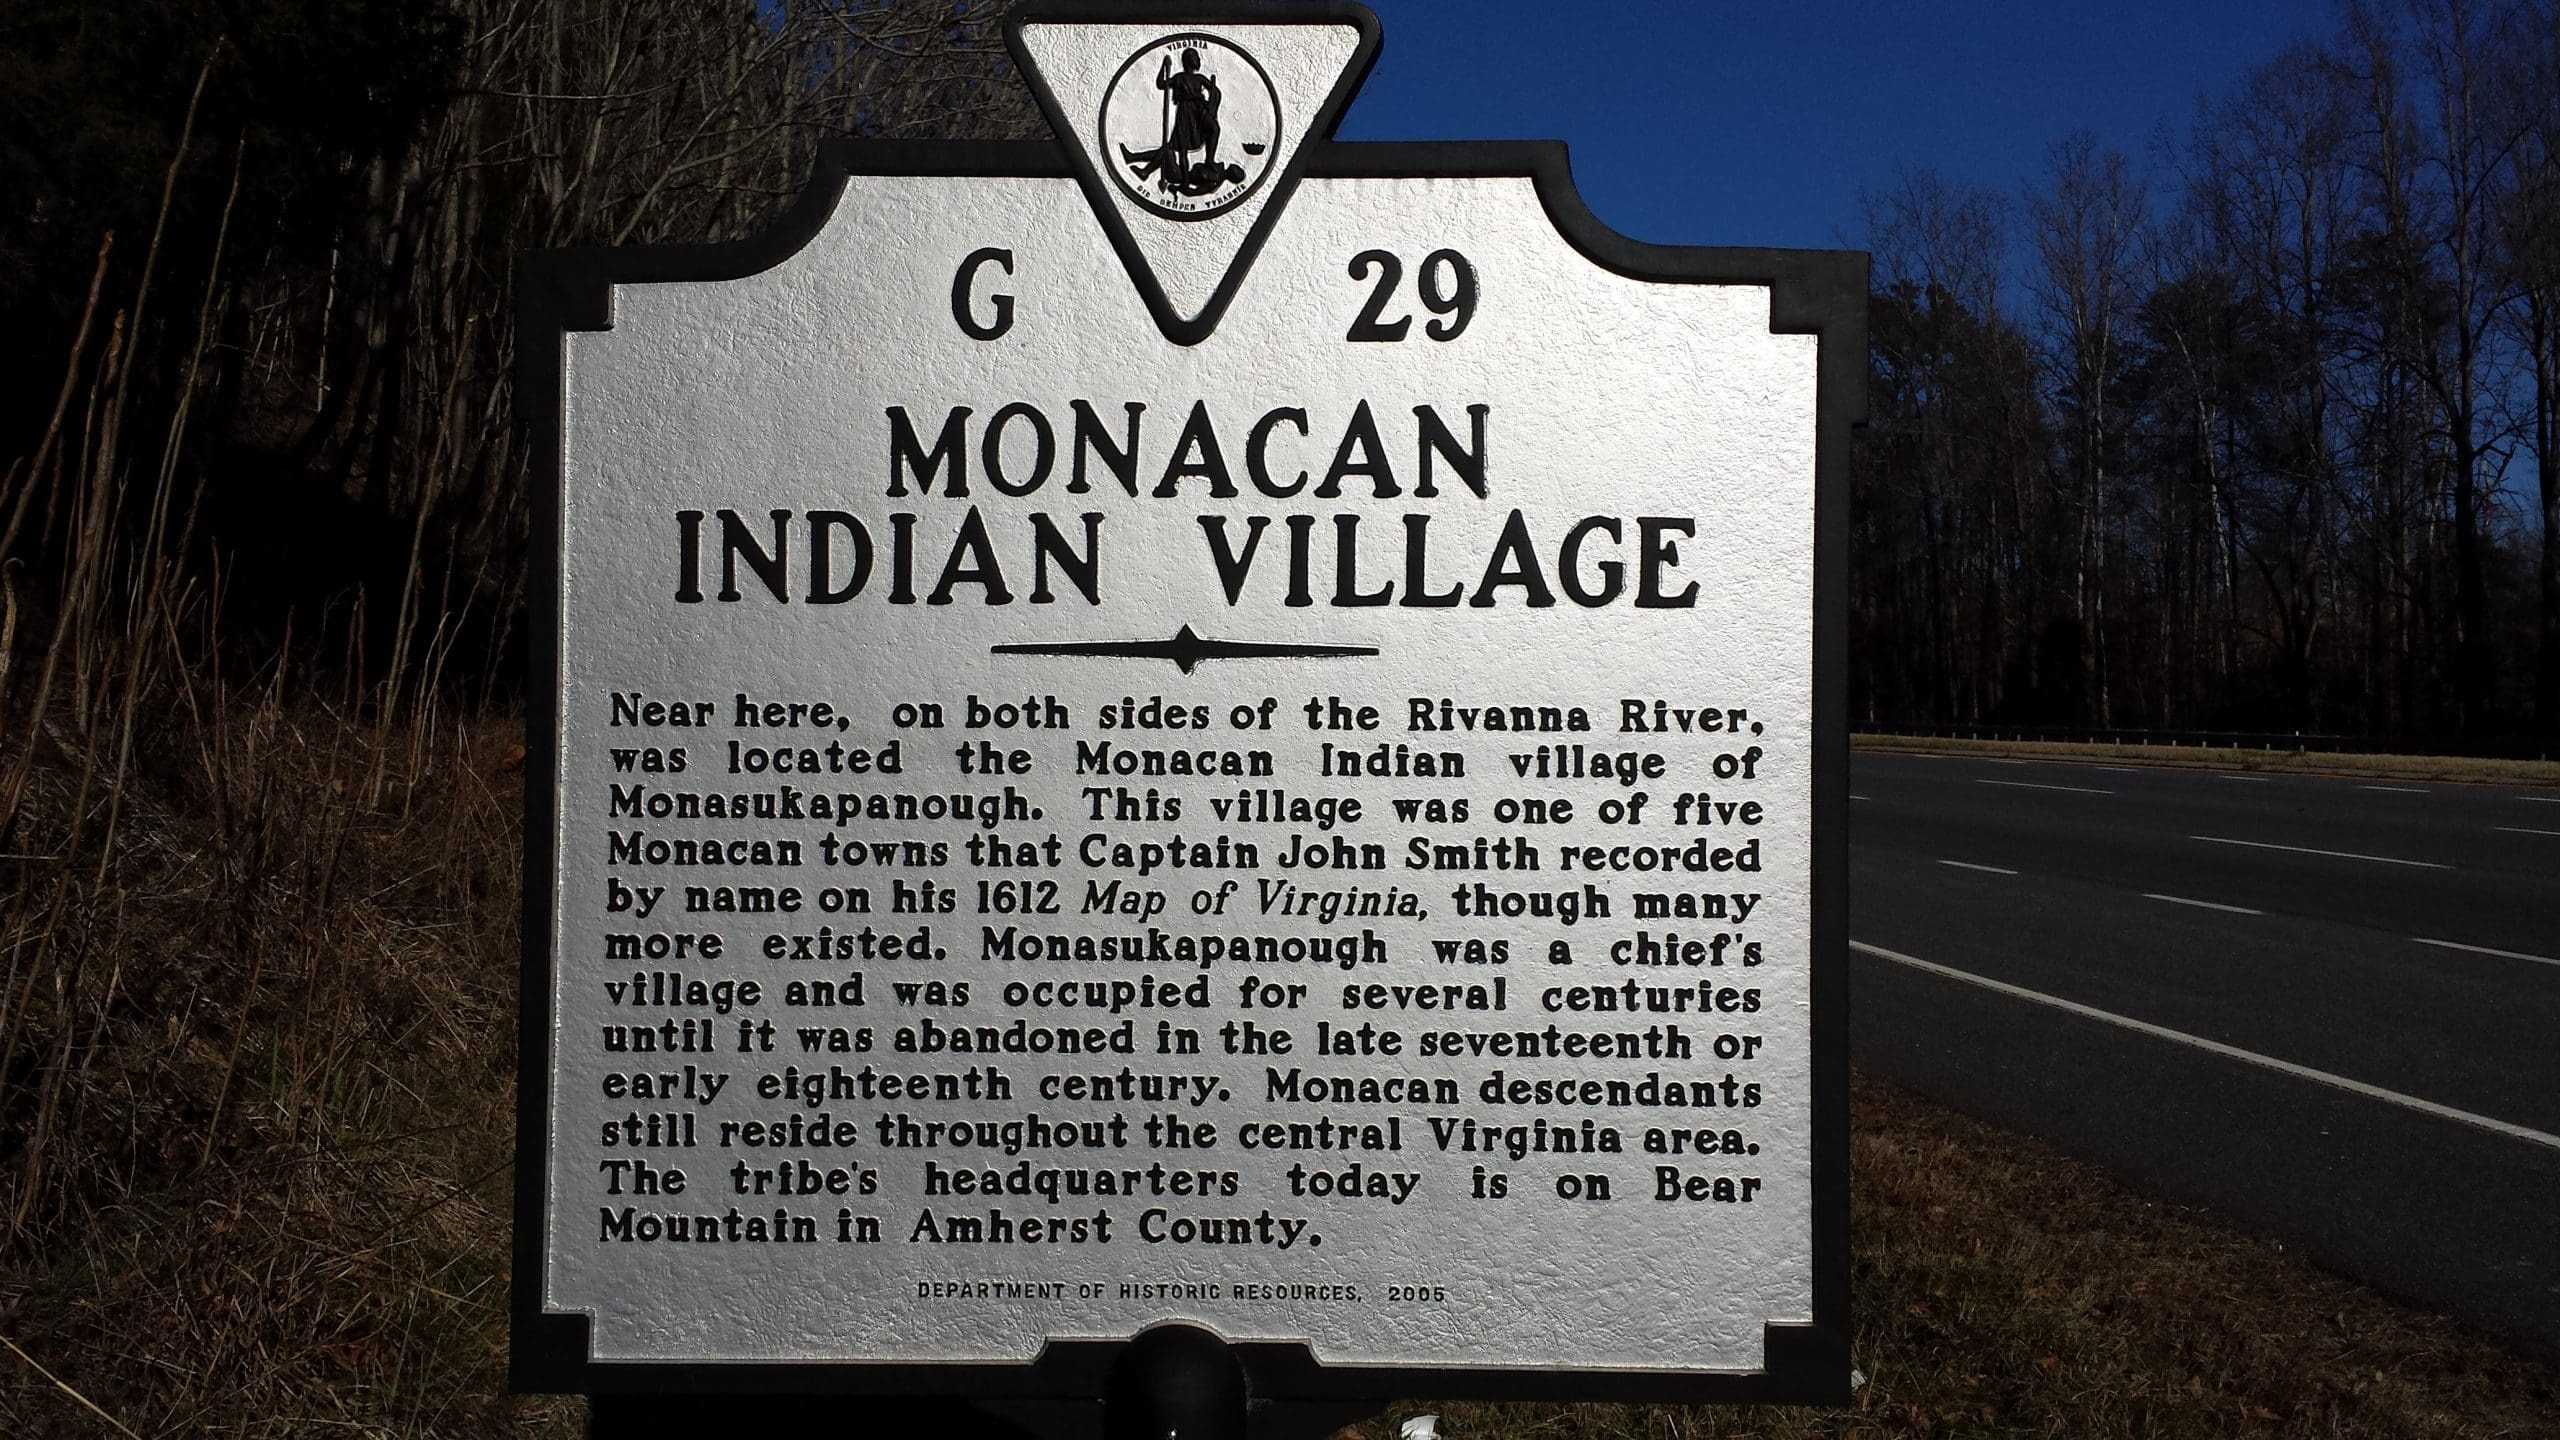 VIRGINIA
SIC SEMPER TYRANNIS
G 29
MONACAN
INDIAN VILLAGE
Near here, on both sides of the Rivanna River,
was located the Monacan Indian village of
Monasukapanough. This village was one of five
Monacan towns that Captain John Smith recorded
by name on his 1612 Map of Virginia, though many
more existed. Monasukapanough was a chief's
village and was occupied for several centuries
until it was abandoned in the late seventeenth or
early eighteenth century. Monacan descendants
still reside throughout the central Virginia area.
The tribe's headquarters today is on Bear
Mountain in Amherst County.
DEPARTMENT OF HISTORIC RESOURCES, 2005